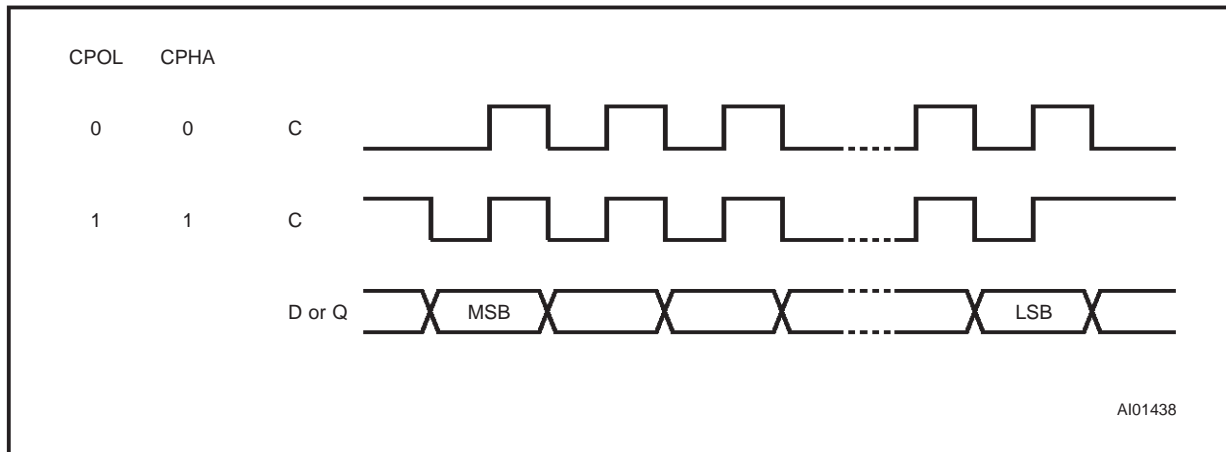 CPOL CPHA
0 0 C
1 1 C
D or Q MSB LSB
AI01438